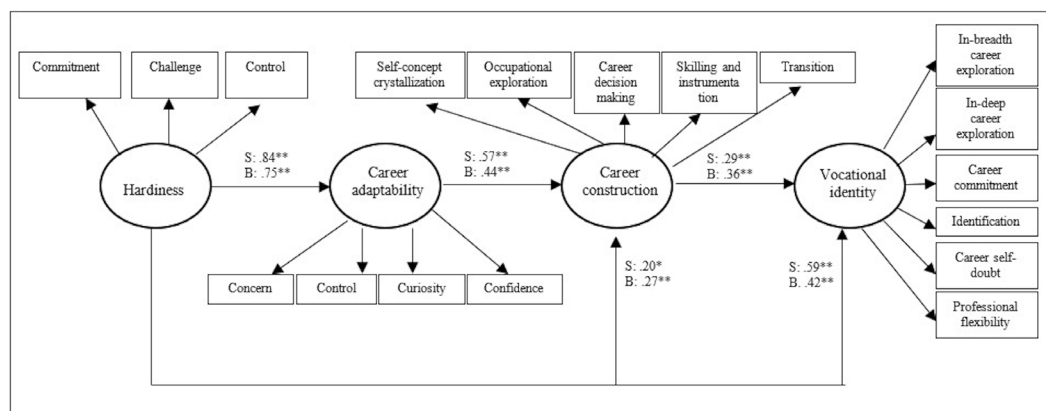 Commitment
Challenge
Control
Self-concept
crystallization
Occupational
exploration
Career
decision
making
Skilling and
instrumenta
tion
Transition
In-breadth
career
exploration
In-deep
career
exploration
Career
commitment
Identification
Career self-
doubt
Professional
flexibility
Hardiness
S: .84**
B: .75**
Career
adaptability
S: .57**
B: .44**
Career
construction
S: .29**
B: .36**
Vocational
identity
Concern
Control
Curiosity
Confidence
S: .20*
B: .27**
S: .59**
B. .42**